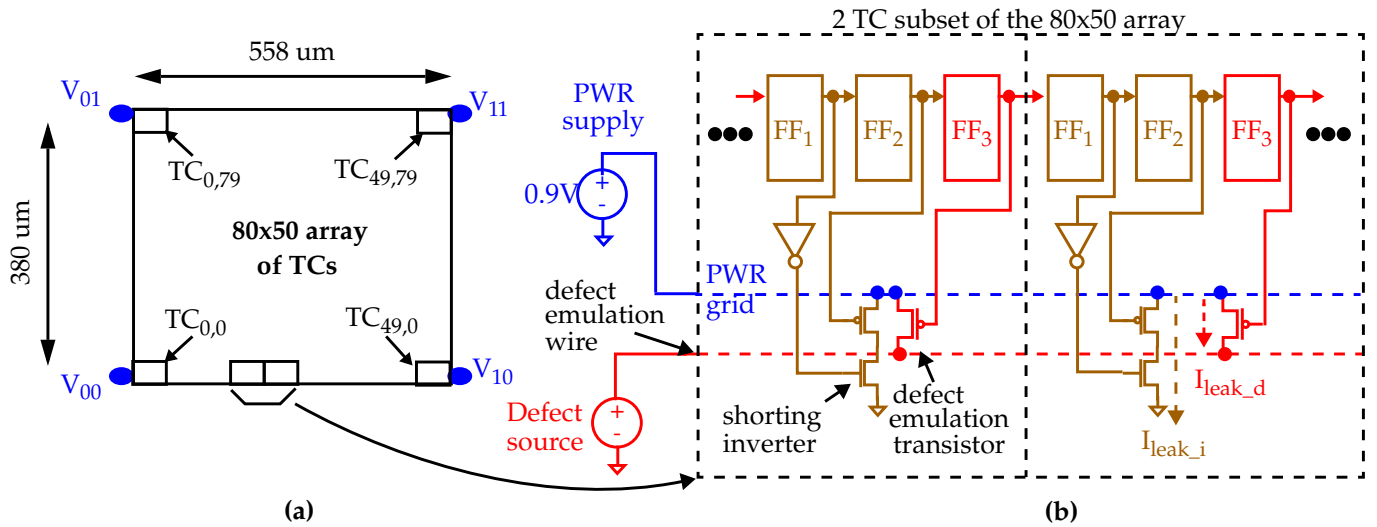 2 TC subset of the 80x50 array
558 um
V01
V11
380 um
TC0,79
TC49,79
80x50 array
of TCs
TC0,0
TC49,0
V00
V10
(a)
PWR
supply
0.9V
PWR
grid
defect
emulation
wire
Defect
source
FF1
FF2
FF3
FF1
FF2
FF3
shorting
inverter
defect
emulation
transistor
Ileak_d
Ileak_i
(b)